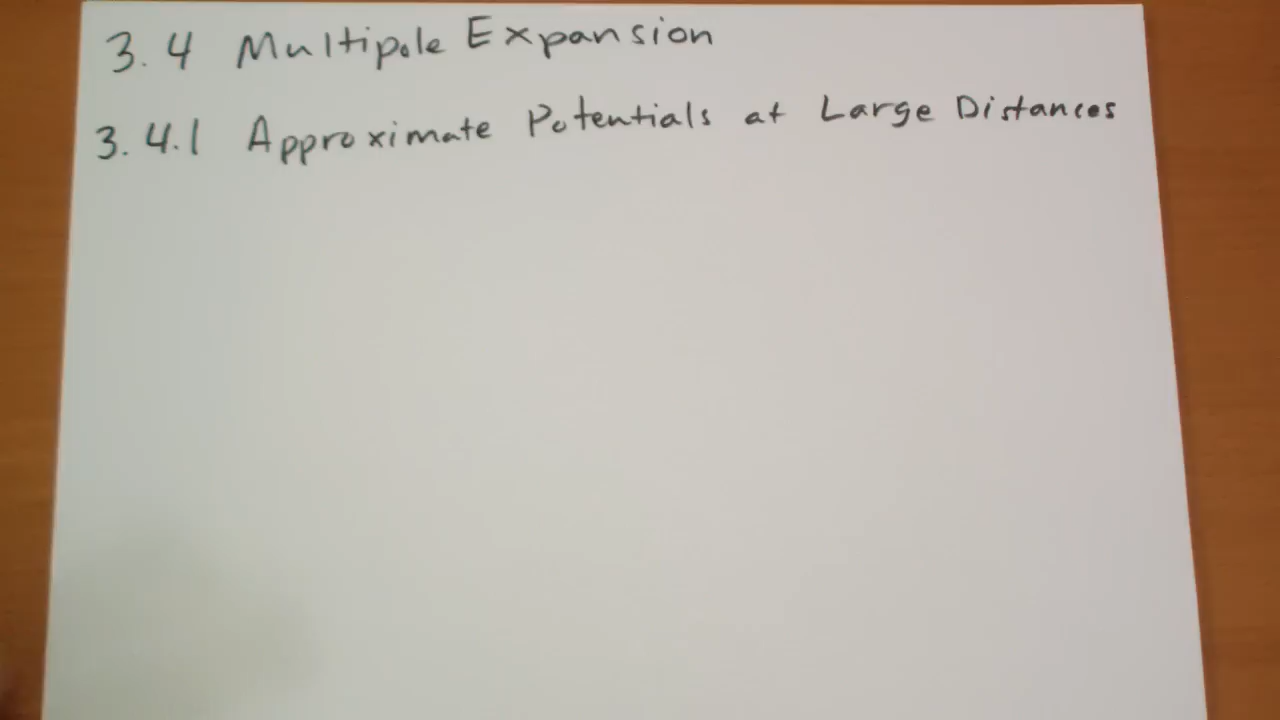 3.4 Multipole Expansion
3.4.1 Approximate Potentials at Large Distances